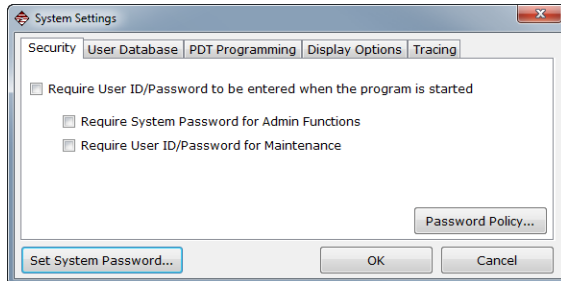 System Settings
Security User Database PDT Programming Display Options Tracing
Require User ID/Password to be entered when the program is started
Require System Password for Admin Functions
Require User ID/Password for Maintenance
Password Policy...
Set System Password... OK Cancel